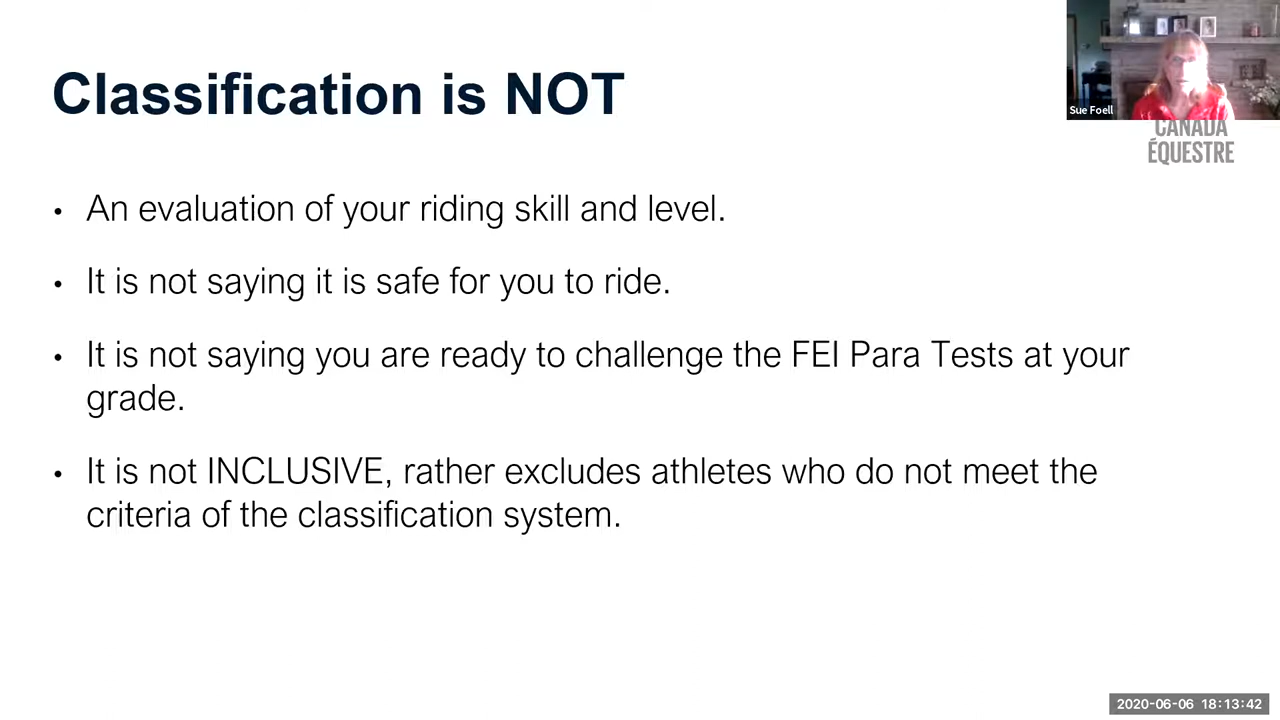 Classification is NOT
Sue Foell
CANADA
ÉQUESTRE
• An evaluation of your riding skill and level.
• It is not saying it is safe for you to ride.
• It is not saying you are ready to challenge the FEI Para Tests at your
grade.
• It is not INCLUSIVE, rather excludes athletes who do not meet the
criteria of the classification system.
2020-06-06 18:13:42